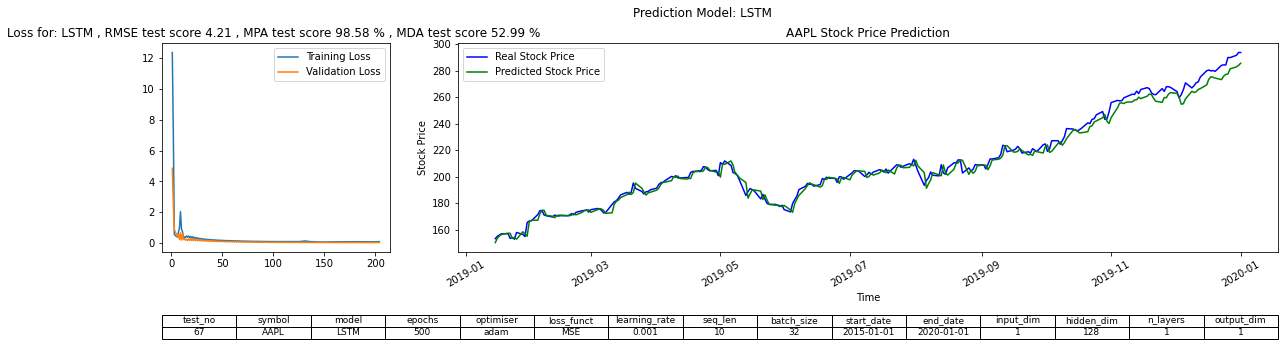 Prediction Model: LSTM
Loss for: LSTM , RMSE test score 4.21 , MPA test score 98.58 % , MDA test score 52.99 %
Training Loss
Validation Loss
12
10
8
6
4
2
0
0 50 100 150 200
AAPL Stock Price Prediction
Real Stock Price
Predicted Stock Price
Stock Price
300
280
260
240
220
200
180
160
2019-01 2019-03 2019-05 2019-07 2019-09 2019-11 2020-01
Time
test_no symbol model epochs optimiser loss_funct learning_rate seq_len batch_size start_date end_date input_dim hidden_dim n_layers output_dim
67 AAPL LSTM 500 adam MSE 0.001 10 32 2015-01-01 2020-01-01 1 128 1 1